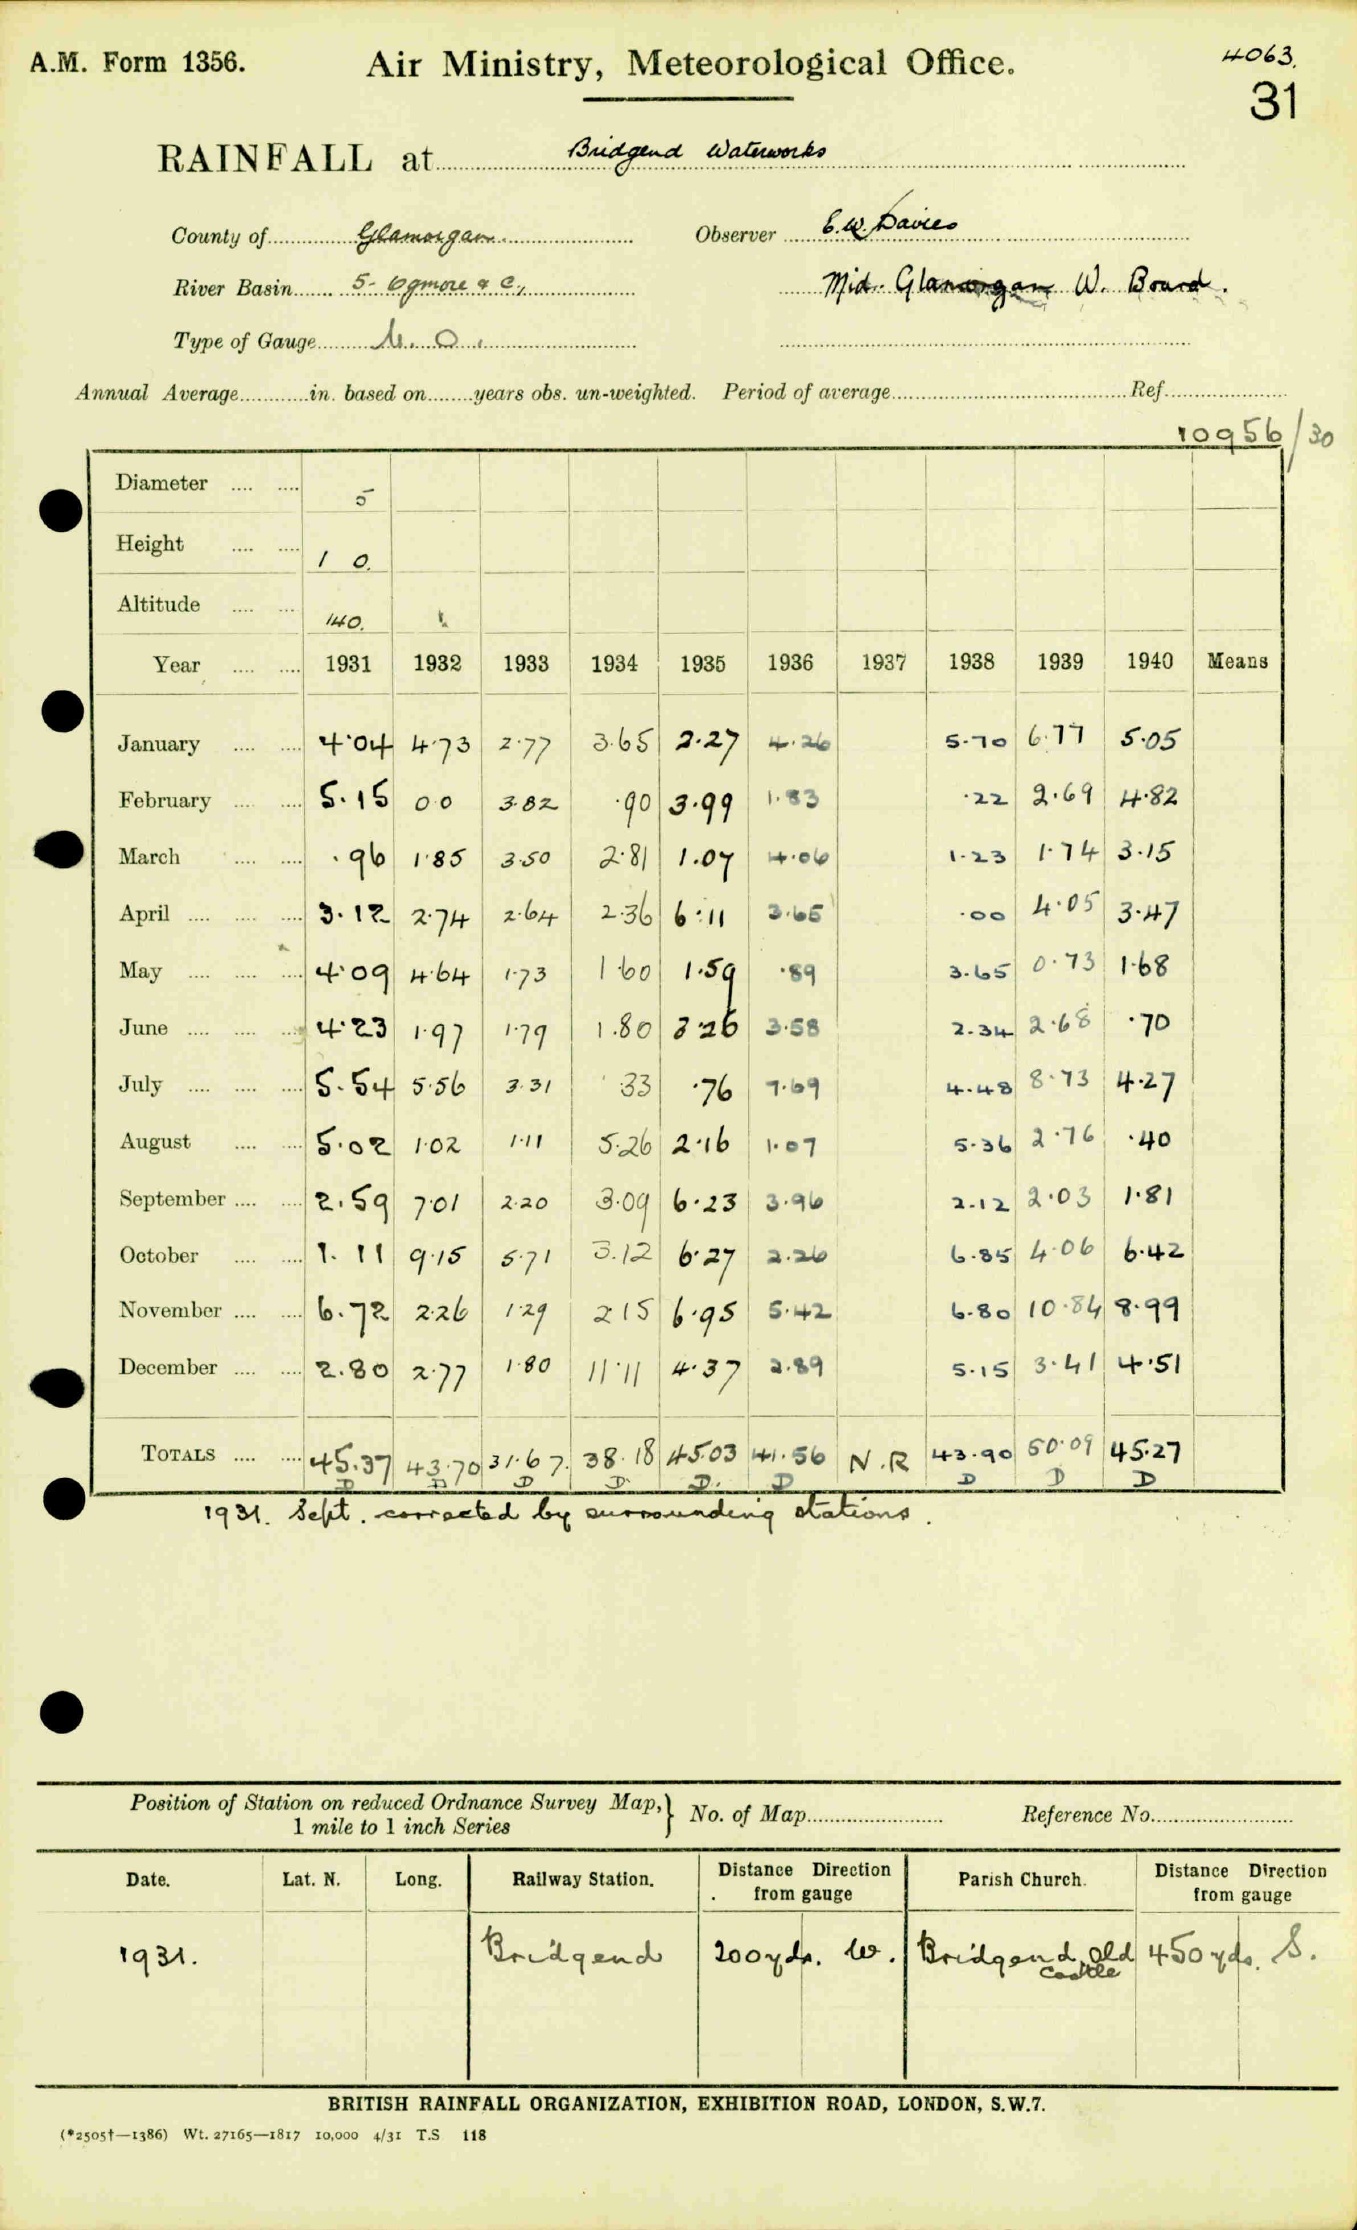 A.M. Form 1356.
Air Ministry, Meteorological Office.
4063.
31
RAINFALL at Bridgend Waterworks
County of Glamorgan
Observer E.W. Davies
River Basin 5- Ogmore & c,
Mid. Glamorgan W. Board.
Type of Gauge M. O.
Annual Average in. based on years obs. un-weighted. Period of average Ref.
10956/30
Diameter 5
Height 1 0.
Altitude 140.
Year 1931 1932 1933 1934 1935 1936 1937 1938 1939 1940 Means
January 4.04 4.73 2.77 3.65 2.27 4.26 5.70 6.77 5.05
February 5.15 00 3.82 .90 3.99 1.83 .22 2.69 4.82
March .96 1.85 3.50 2.81 1.07 4.06 1.23 1.74 3.15
April 3.12 2.74 2.64 2.36 6.11 3.65 .00 4.05 3.47
May 4.09 4.64 1.73 1.60 1.59 .89 3.65 0.73 1.68
June 4.23 1.97 1.79 1.80 3.26 3.58 2.34 2.68 .70
July 5.54 5.56 3.31 .33 .76 7.69 4.48 8.73 4.27
August 5.02 1.02 1.11 5.26 2.16 1.07 5.36 2.76 .40
September 2.59 7.01 2.20 3.09 6.23 3.96 2.12 2.03 1.81
October 1.11 9.15 5.71 3.12 6.27 2.26 6.85 4.06 6.42
November 6.72 2.26 1.29 2.15 6.95 5.42 6.80 10.84 8.99
December 2.80 2.77 1.80 11.11 4.37 2.89 5.15 3.41 4.51
TOTALS 45.37 43.70 31.67. 38.18 45.03 41.56 N.R 43.90 50.09 45.27
D D D D D. D D D D
1931. Sept. corrected by surrounding stations.
Position of Station on reduced Ordnance Survey Map,
1 mile to 1 inch Series
No. of Map
Reference No.
Date. Lat. N. Long. Railway Station. Distance Direction from gauge Parish Church. Distance Direction from gauge
1931. Bridgend 200 yds. W. Bridgend, Old Castle 450 yds. S.
BRITISH RAINFALL ORGANIZATION, EXHIBITION ROAD, LONDON, S.W.7.
(*2505†—1386) Wt. 27165—1817 10,000 4/31 T.S 118